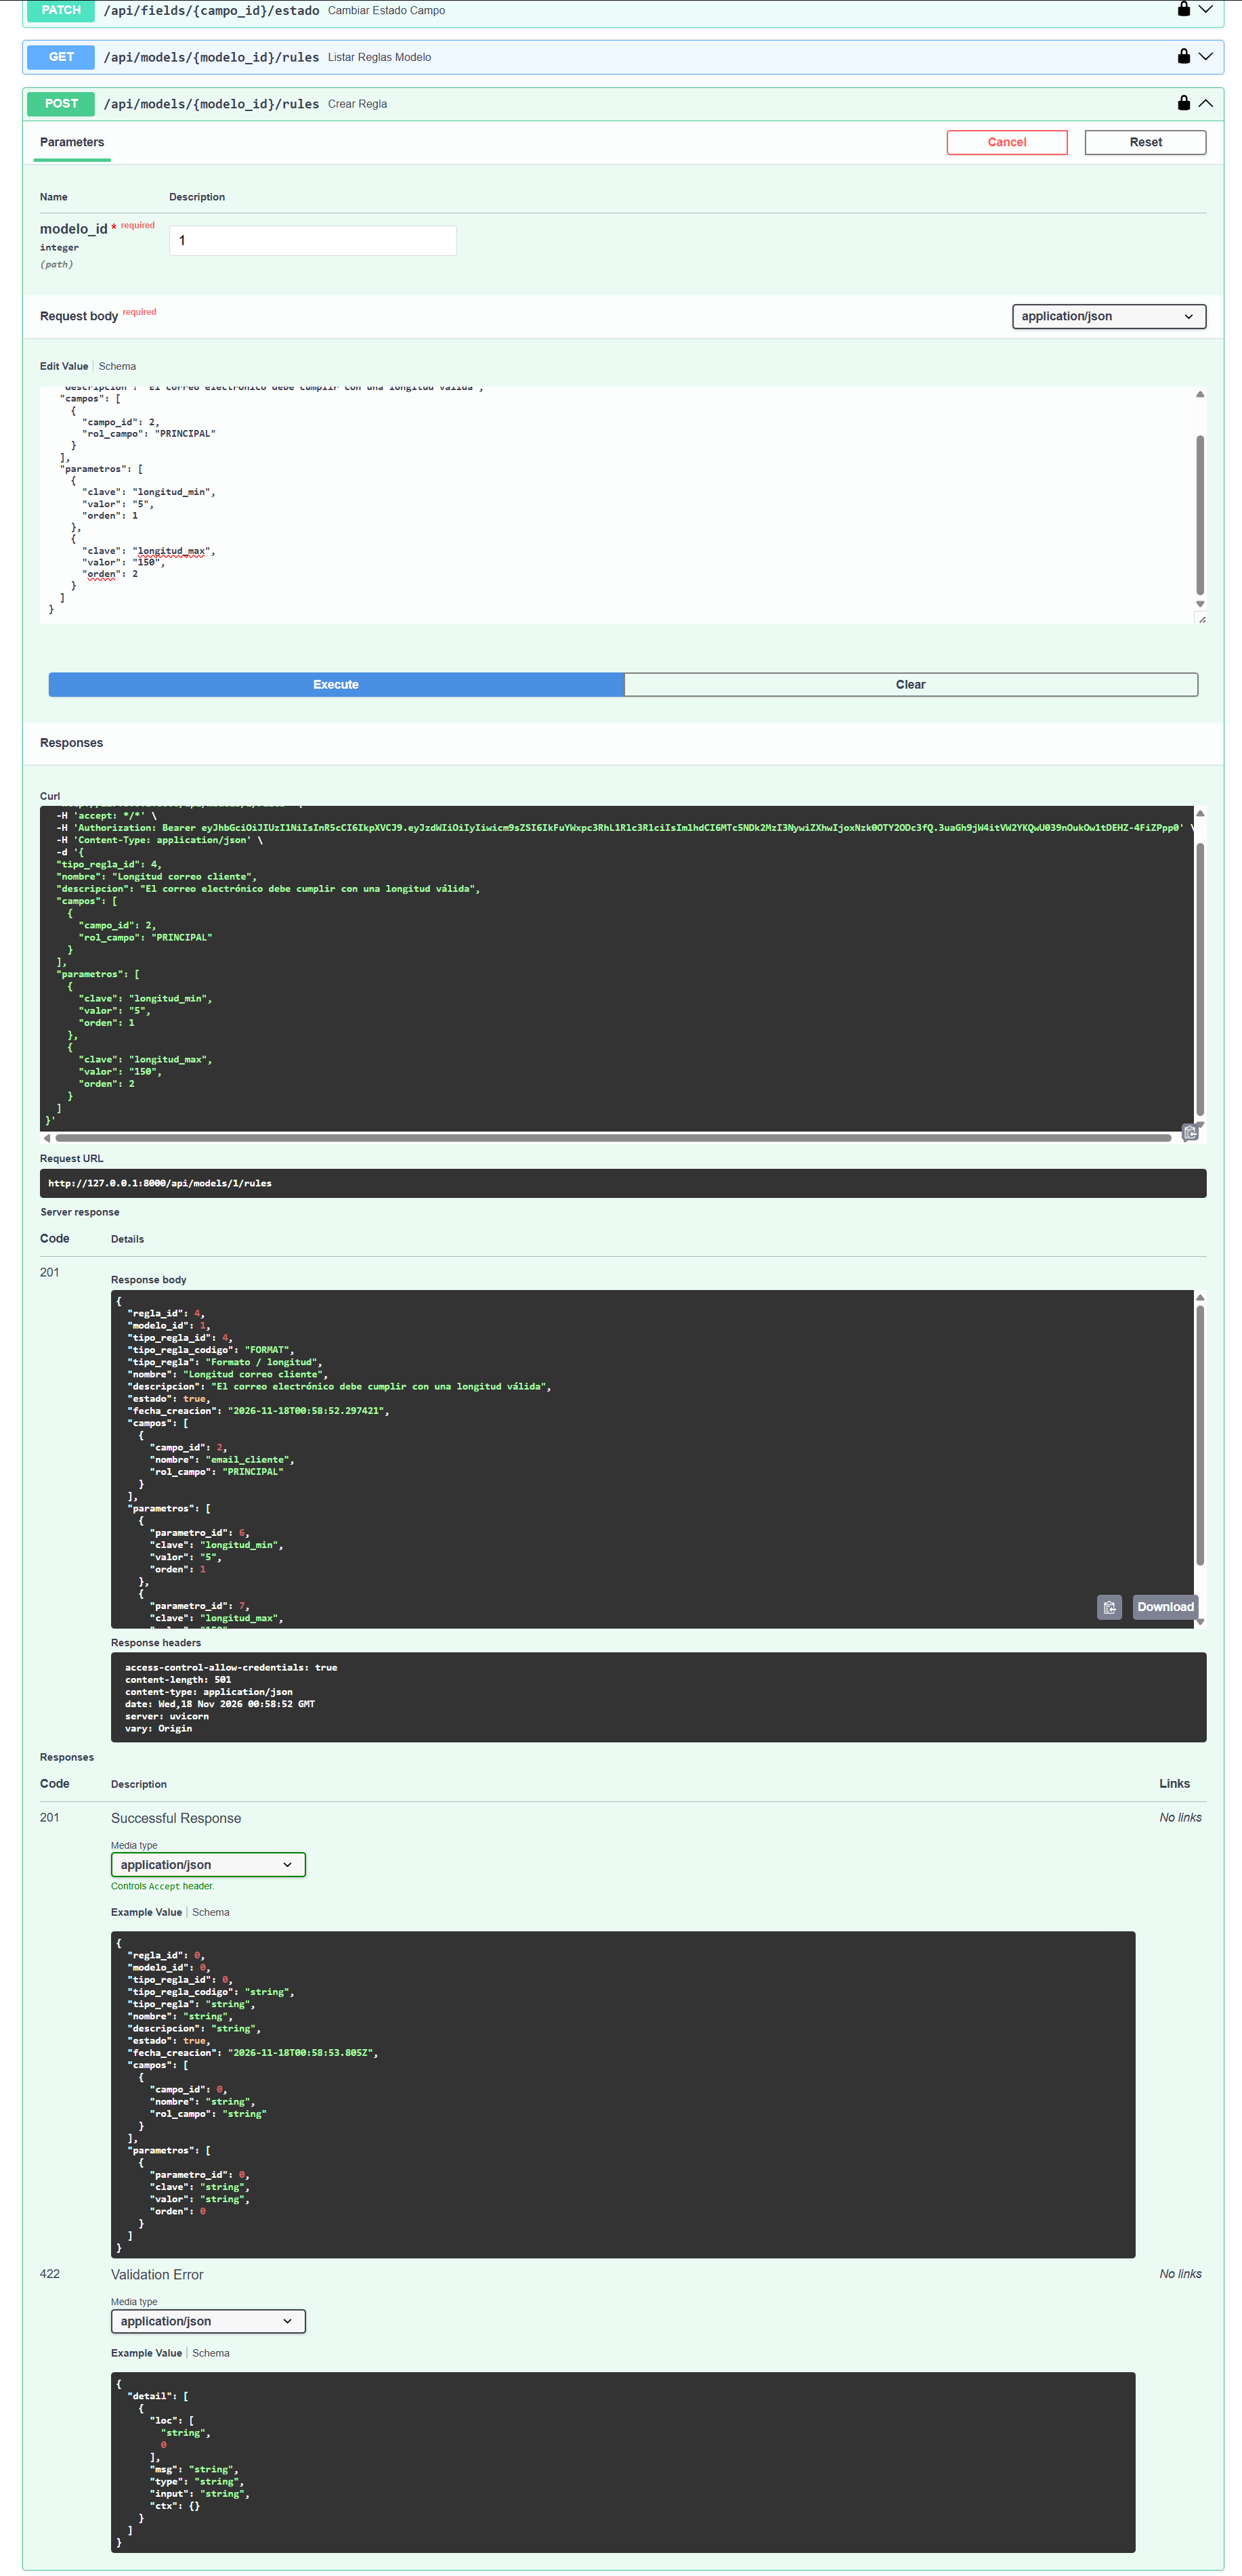 PATCH /api/fields/{campo_id}/estado Cambiar Estado Campo
GET /api/models/{modelo_id}/rules Listar Reglas Modelo
POST /api/models/{modelo_id}/rules Crear Regla
Parameters Cancel Reset
Name Description
modelo_id * required 1
integer
(path)
Request body required application/json
Edit Value Schema
"descripcion": "El correo electrónico debe cumplir con una longitud válida",
"campos": [
{
"campo_id": 2,
"rol_campo": "PRINCIPAL"
}
],
"parametros": [
{
"clave": "longitud_min",
"valor": "5",
"orden": 1
},
{
"clave": "longitud_max",
"valor": "150",
"orden": 2
}
]
}
Execute Clear
Responses
Curl
-H 'accept: */*' \
-H 'Authorization: Bearer \
-H 'Content-Type: application/json' \
-d '{
"tipo_regla_id": 4,
"nombre": "Longitud correo cliente",
"descripcion": "El correo electrónico debe cumplir con una longitud válida",
"campos": [
{
"campo_id": 2,
"rol_campo": "PRINCIPAL"
}
],
"parametros": [
{
"clave": "longitud_min",
"valor": "5",
"orden": 1
},
{
"clave": "longitud_max",
"valor": "150",
"orden": 2
}
]
}'
Request URL
http://127.0.0.1:8000/api/models/1/rules
Server response
Code Details
201
Response body
{
"regla_id": 4,
"modelo_id": 1,
"tipo_regla_id": 4,
"tipo_regla_codigo": "FORMAT",
"tipo_regla": "Formato / longitud",
"nombre": "Longitud correo cliente",
"descripcion": "El correo electrónico debe cumplir con una longitud válida",
"estado": true,
"fecha_creacion": "2026-11-18T00:58:52.297421",
"campos": [
{
"campo_id": 2,
"nombre": "email_cliente",
"rol_campo": "PRINCIPAL"
}
],
"parametros": [
{
"parametro_id": 6,
"clave": "longitud_min",
"valor": "5",
"orden": 1
},
{
"parametro_id": 7,
"clave": "longitud_max",
Download
Response headers
access-control-allow-credentials: true
content-length: 501
content-type: application/json
date: Wed,18 Nov 2026 00:58:52 GMT
server: uvicorn
vary: Origin
Responses
Code Description Links
201 Successful Response No links
Media type
application/json
Controls Accept header.
Example Value Schema
{
"regla_id": 0,
"modelo_id": 0,
"tipo_regla_id": 0,
"tipo_regla_codigo": "string",
"tipo_regla": "string",
"nombre": "string",
"descripcion": "string",
"estado": true,
"fecha_creacion": "2026-11-18T00:58:53.805Z",
"campos": [
{
"campo_id": 0,
"nombre": "string",
"rol_campo": "string"
}
],
"parametros": [
{
"parametro_id": 0,
"clave": "string",
"valor": "string",
"orden": 0
}
]
}
422 Validation Error No links
Media type
application/json
Example Value Schema
{
"detail": [
{
"loc": [
"string",
0
],
"msg": "string",
"type": "string",
"input": "string",
"ctx": {}
}
]
}